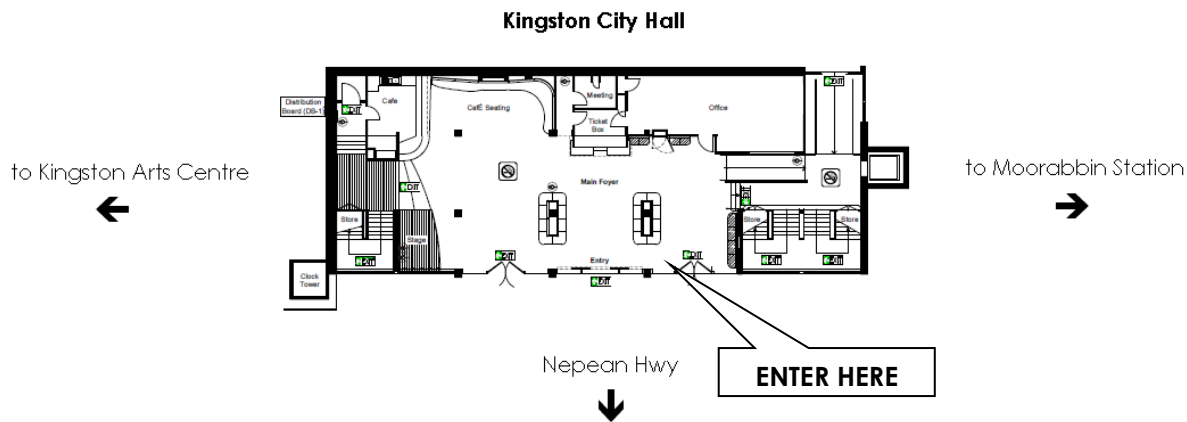 Kingston City Hall
Distribution
Board (DB-1)
Cafe
CafÉ Seating
Meeting
Ticket
Box
Office
to Kingston Arts Centre
to Moorabbin Station
Main Foyer
Store
Stage
Store
Store
Entry
Clock
Tower
Nepean Hwy
ENTER HERE